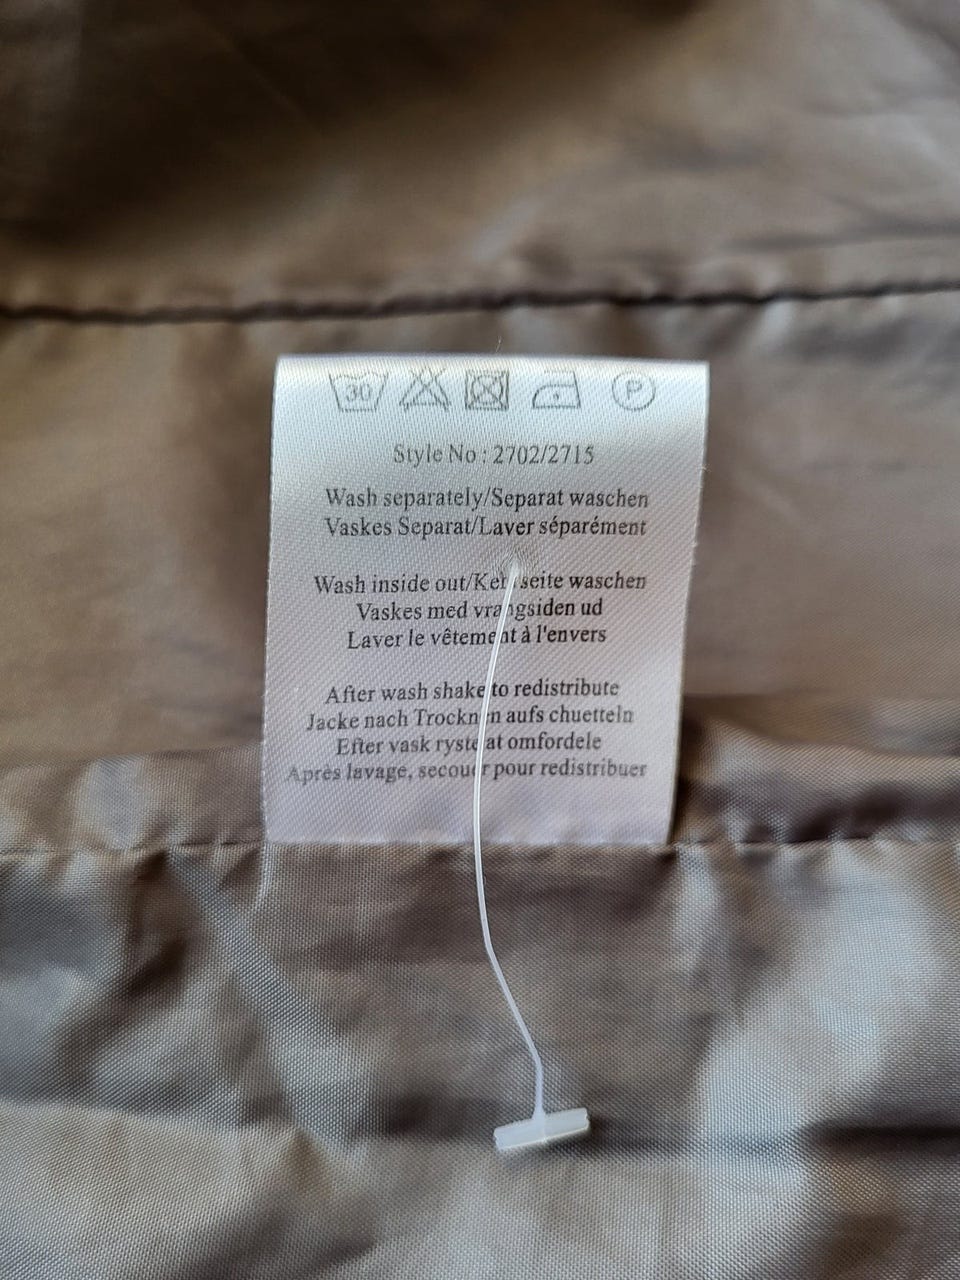 30 P
Style No : 2702/2715
Wash separately/Separat waschen
Vaskes Separat/Laver séparément
Wash inside out/Ker seite waschen
Vaskes med vrangsiden ud
Laver le vêtement à l'envers
After wash shake to redistribute
Jacke nach Trocknen aufs chuetteln
Efter vask ryste at omfordele
Après lavage, secouer pour redistribuer